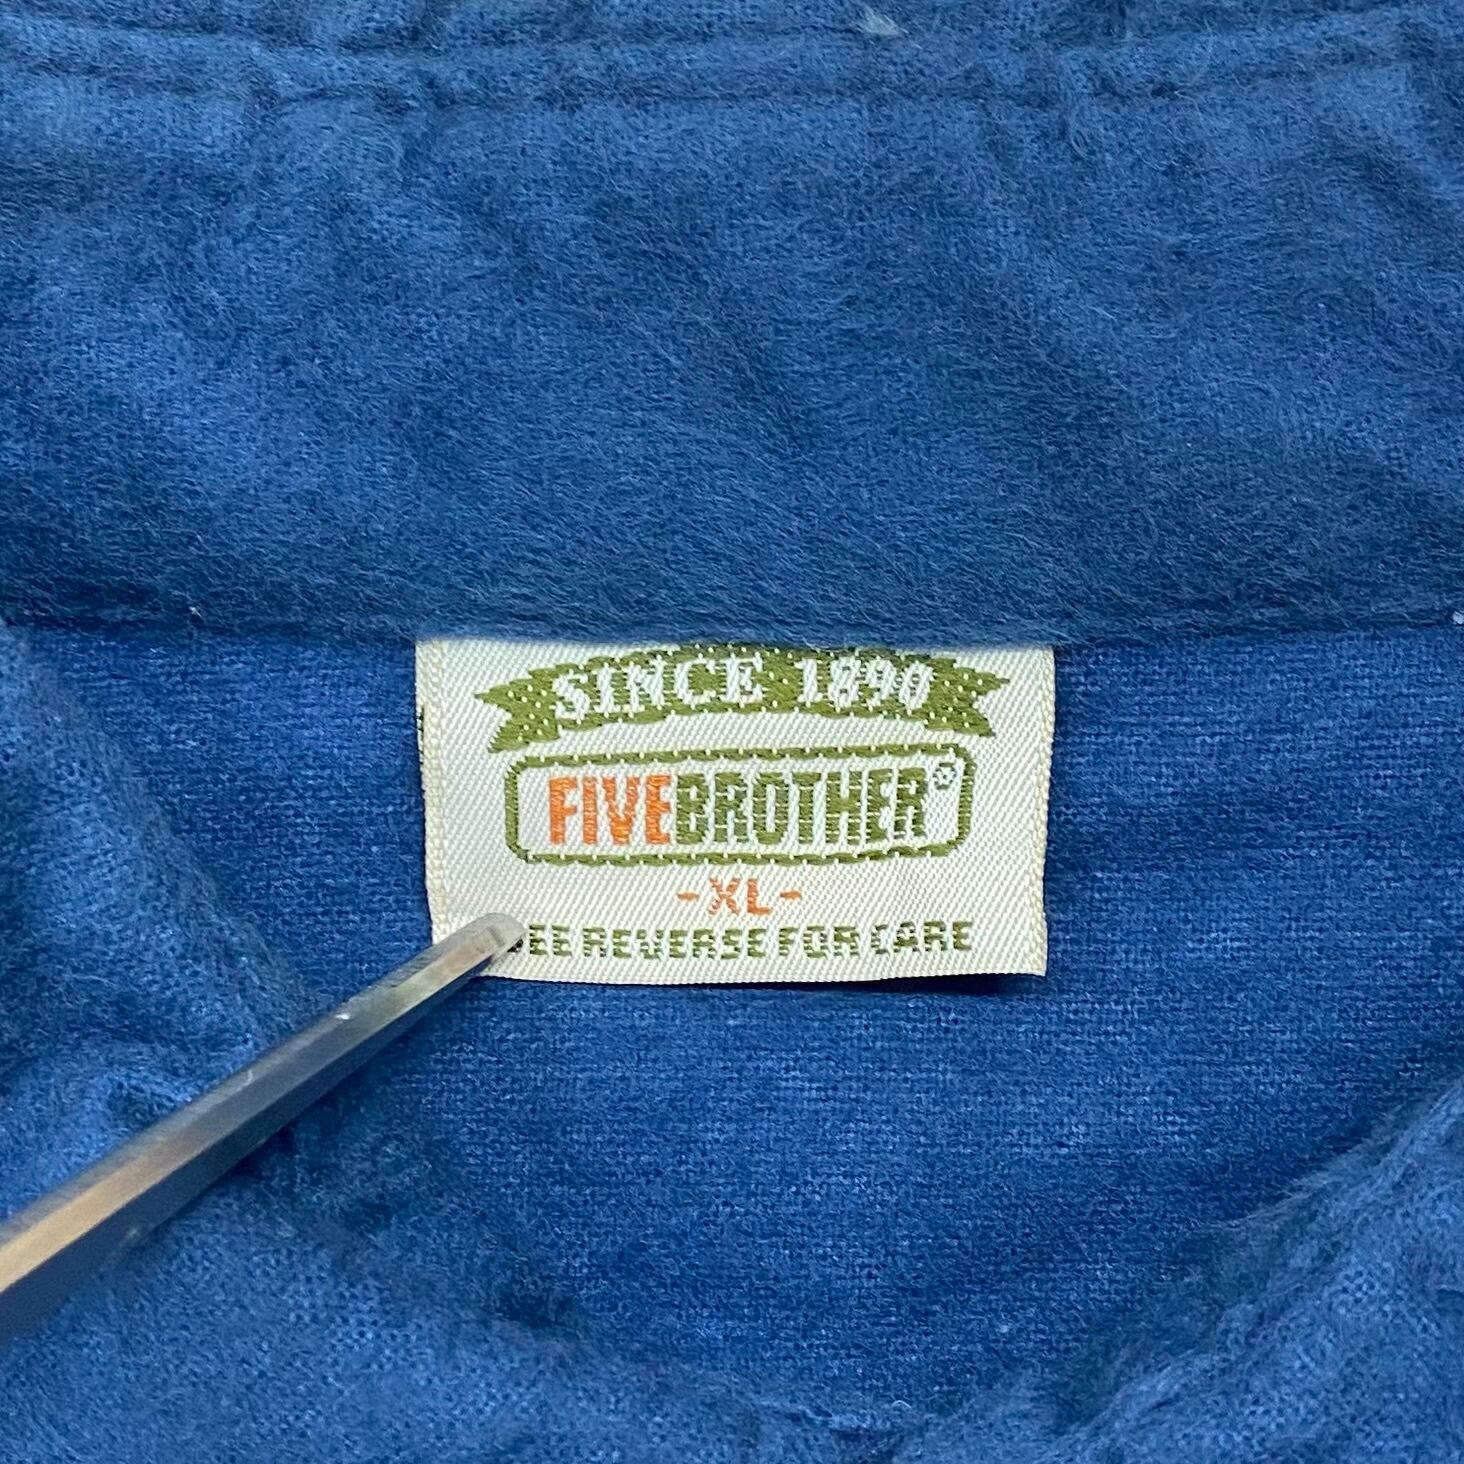 SINCE 1890
FIVEBROTHER®
-XL-
SEE REVERSE FOR CARE